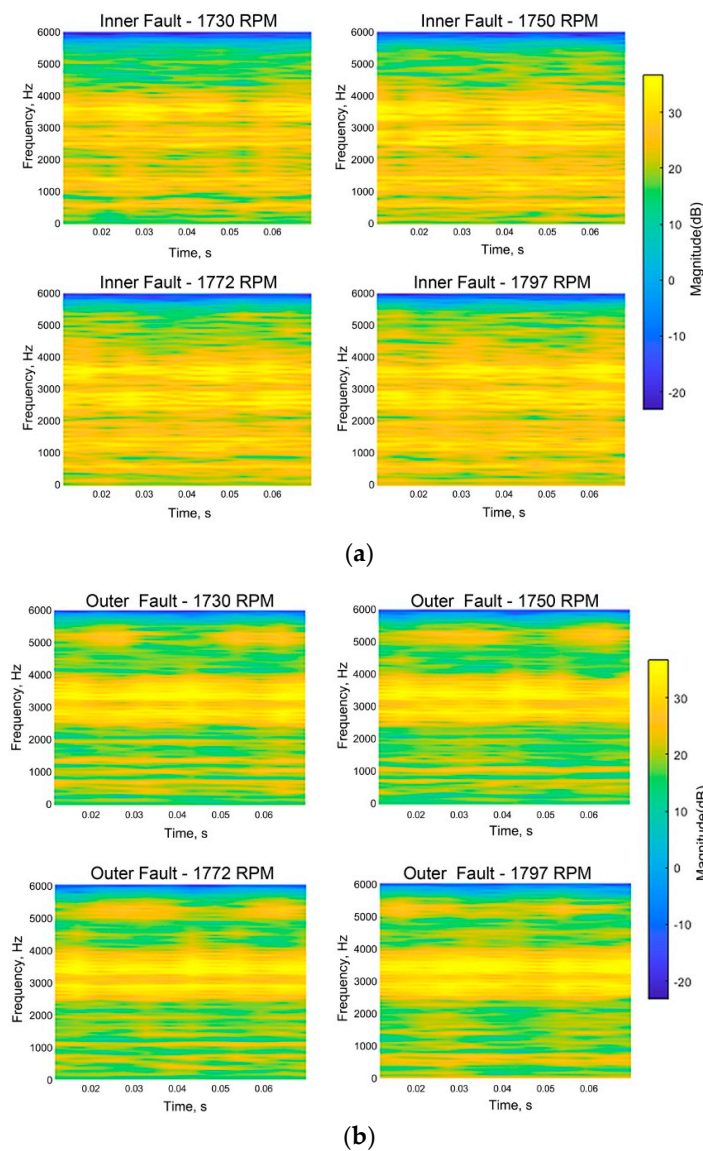 Inner Fault - 1730 RPM
Inner Fault - 1750 RPM
6000
5000
4000
3000
2000
1000
0
Frequency, Hz
0.02 0.03 0.04 0.05 0.06
Time, s
6000
5000
4000
3000
2000
1000
0
Frequency, Hz
0.02 0.03 0.04 0.05 0.06
Time, s
Inner Fault - 1772 RPM
Inner Fault - 1797 RPM
6000
5000
4000
3000
2000
1000
0
Frequency, Hz
0.02 0.03 0.04 0.05 0.06
Time, s
6000
5000
4000
3000
2000
1000
0
Frequency, Hz
0.02 0.03 0.04 0.05 0.06
Time, s
30
20
10
0
-10
-20
Magnitude(dB)
(a)
Outer Fault - 1730 RPM
Outer Fault - 1750 RPM
6000
5000
4000
3000
2000
1000
0
Frequency, Hz
0.02 0.03 0.04 0.05 0.06
Time, s
6000
5000
4000
3000
2000
1000
0
Frequency, Hz
0.02 0.03 0.04 0.05 0.06
Time, s
Outer Fault - 1772 RPM
Outer Fault - 1797 RPM
6000
5000
4000
3000
2000
1000
0
Frequency, Hz
0.02 0.03 0.04 0.05 0.06
Time, s
6000
5000
4000
3000
2000
1000
0
Frequency, Hz
0.02 0.03 0.04 0.05 0.06
Time, s
30
20
10
0
-10
-20
Magnitude(dB)
(b)